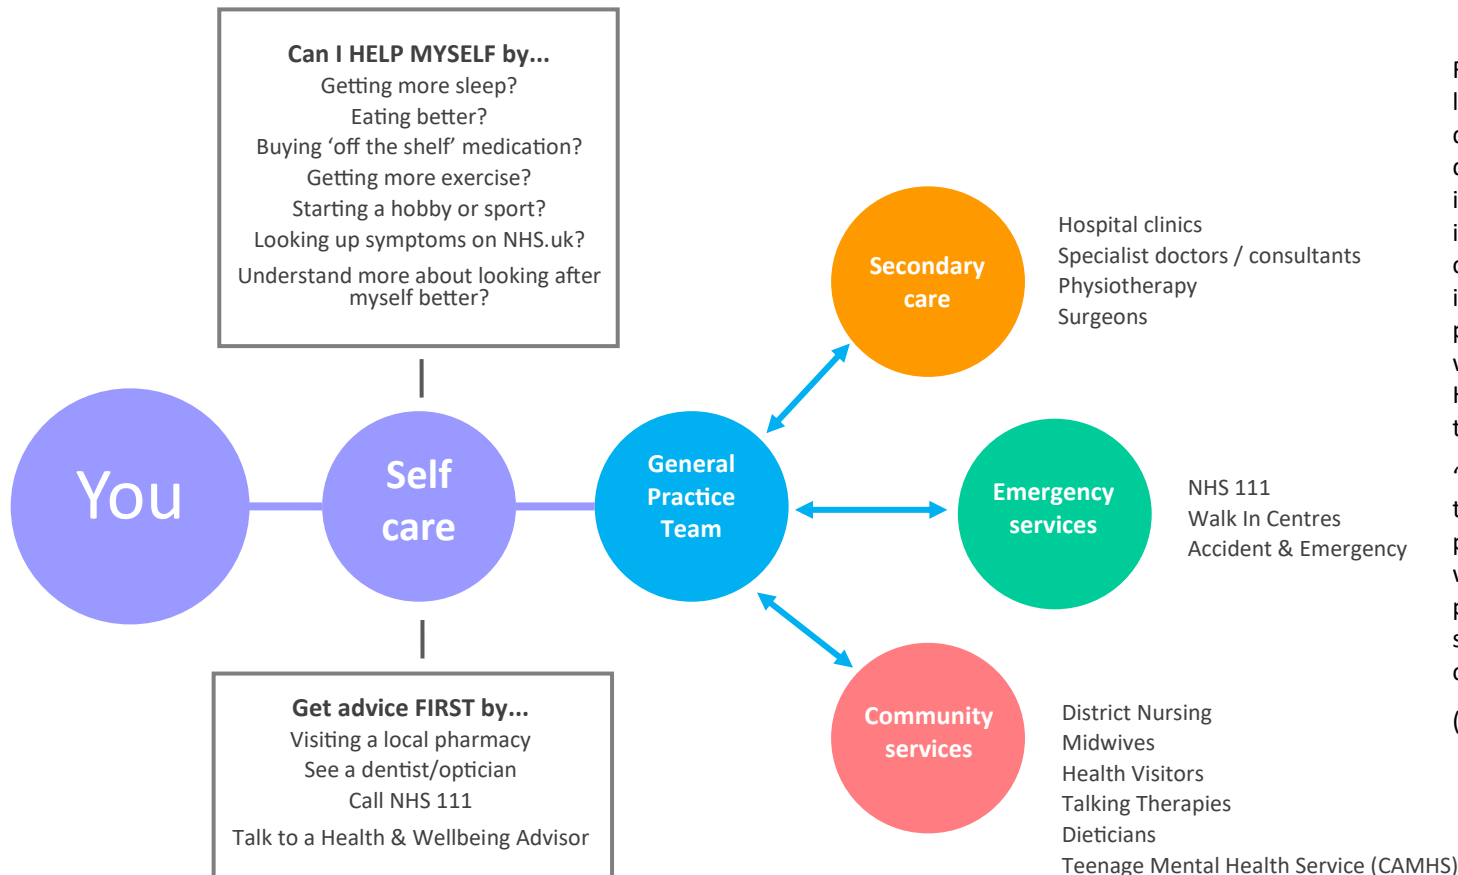 Can I HELP MYSELF by...
Getting more sleep?
Eating better?
Buying ‘off the shelf’ medication?
Getting more exercise?
Starting a hobby or sport?
Looking up symptoms on NHS.uk?
Understand more about looking after
myself better?
You
Self
care
Get advice FIRST by...
Visiting a local pharmacy
See a dentist/optician
Call NHS 111
Talk to a Health & Wellbeing Advisor
General
Practice
Team
Secondary
care
Hospital clinics
Specialist doctors / consultants
Physiotherapy
Surgeons
Emergency
services
NHS 111
Walk In Centres
Accident & Emergency
Community
services
District Nursing
Midwives
Health Visitors
Talking Therapies
Dieticians
Teenage Mental Health Service (CAMHS)